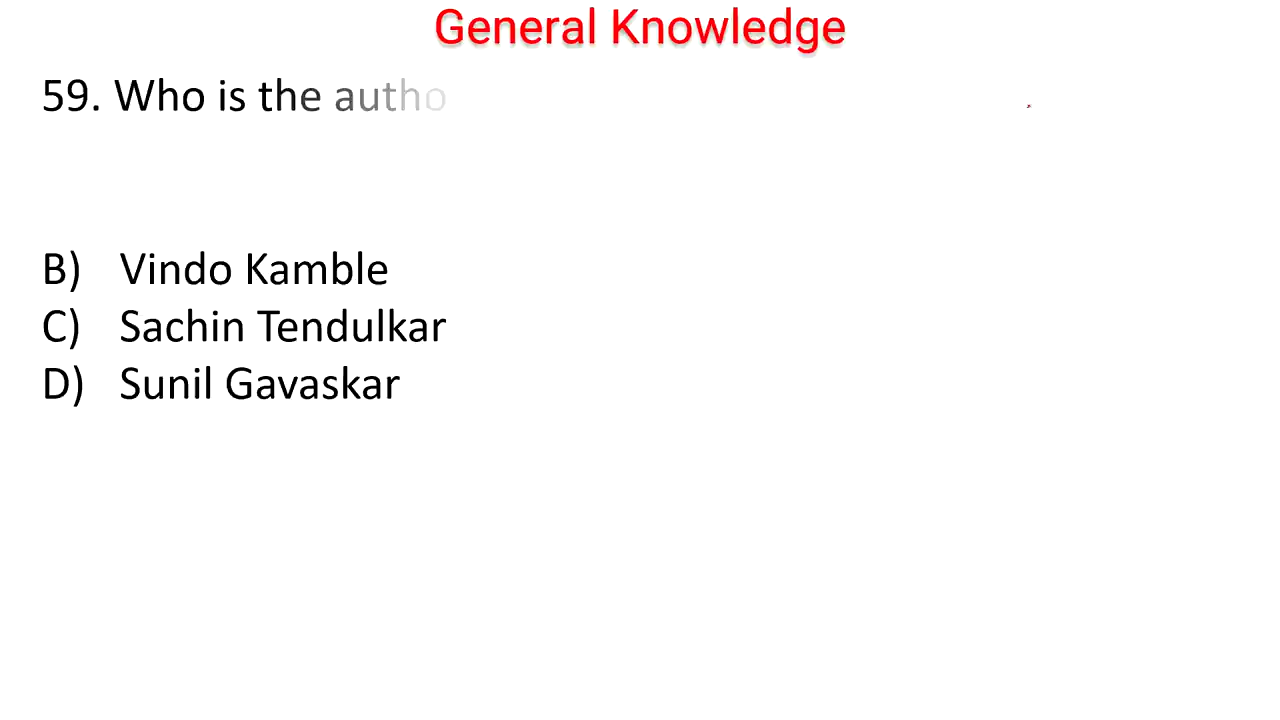 General Knowledge
59. Who is the autho
B) Vindo Kamble
C) Sachin Tendulkar
D) Sunil Gavaskar